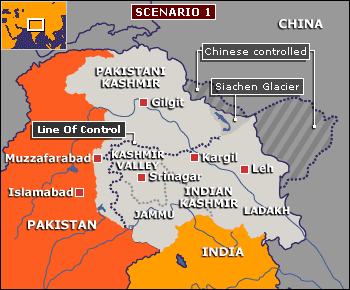 SCENARIO 1
CHINA
Chinese controlled
PAKISTANI
KASHMIR
Siachen Glacier
Gilgit
Line Of Control
Muzzafarabad
KASHMIR
VALLEY
Kargil
Leh
Srinagar
Islamabad
INDIAN
KASHMIR
LADAKH
JAMMU
PAKISTAN
INDIA